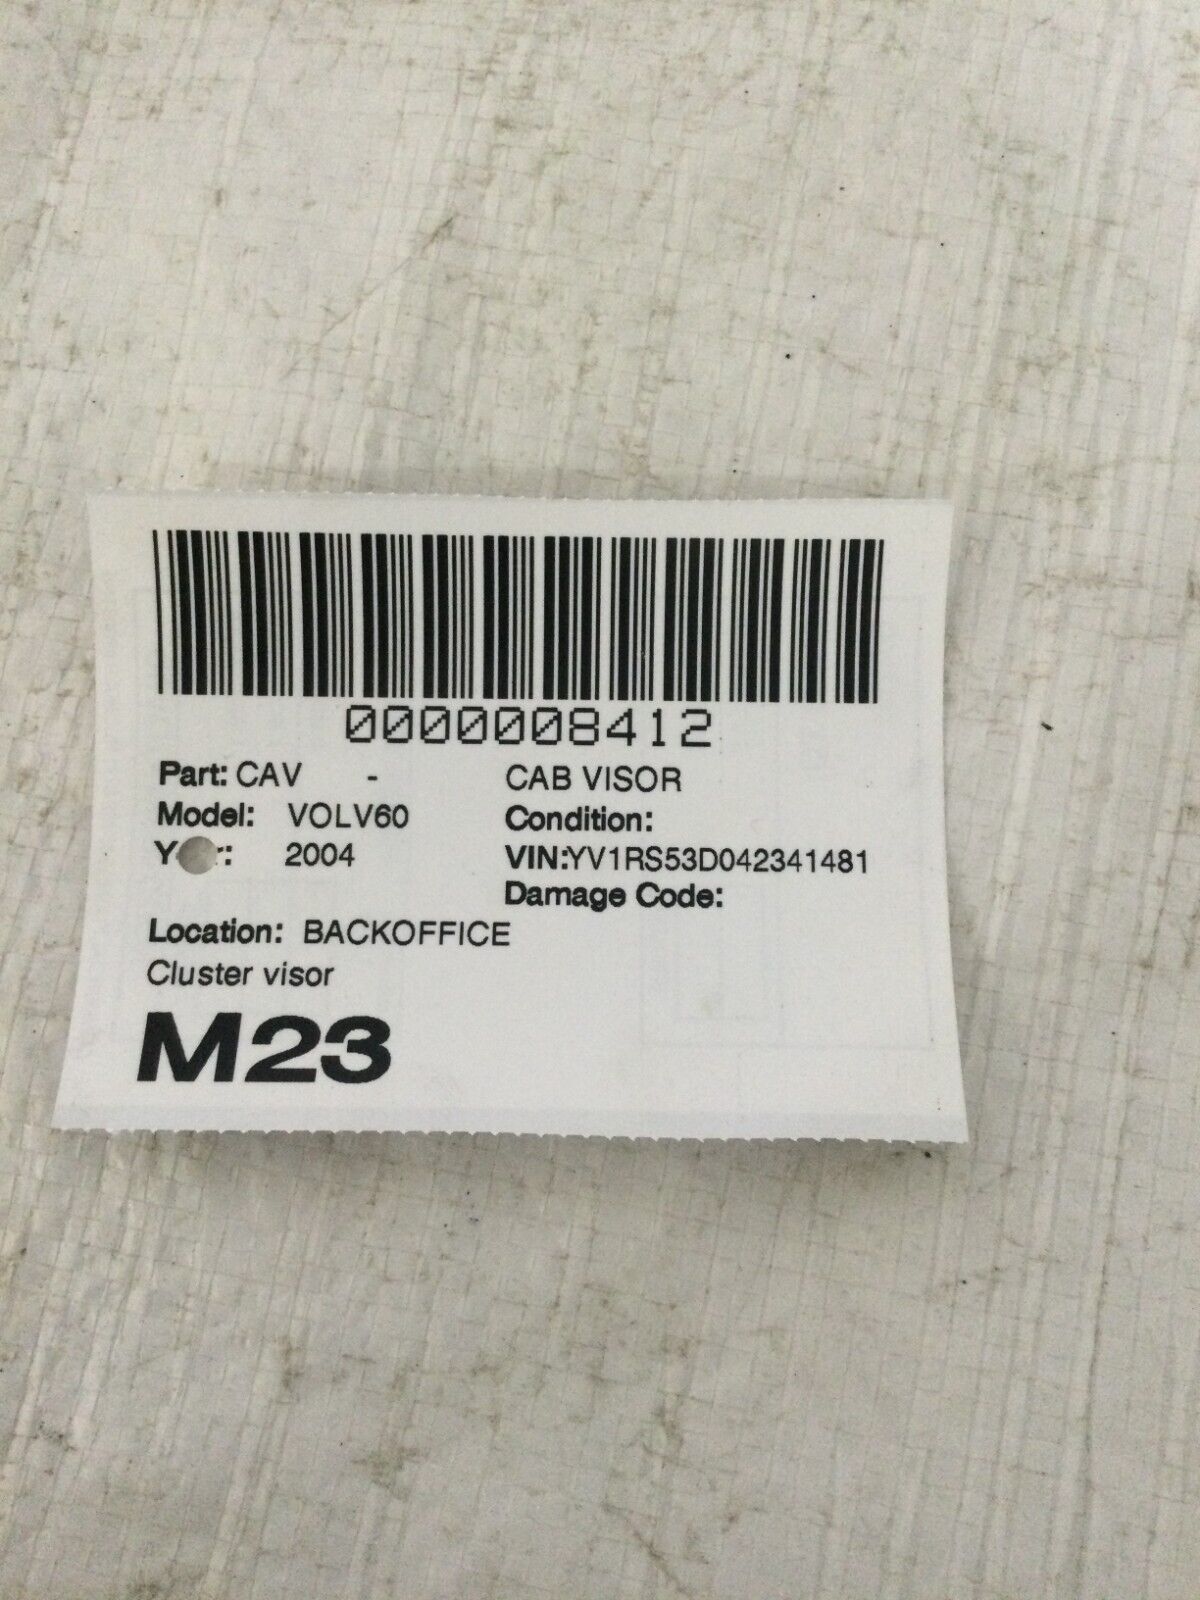 0000008412
Part: CAV - CAB VISOR
Model: VOLV60 Condition:
2004 VIN:YV1RS53D042341481
Damage Code:
Location: BACKOFFICE
Cluster visor
M23